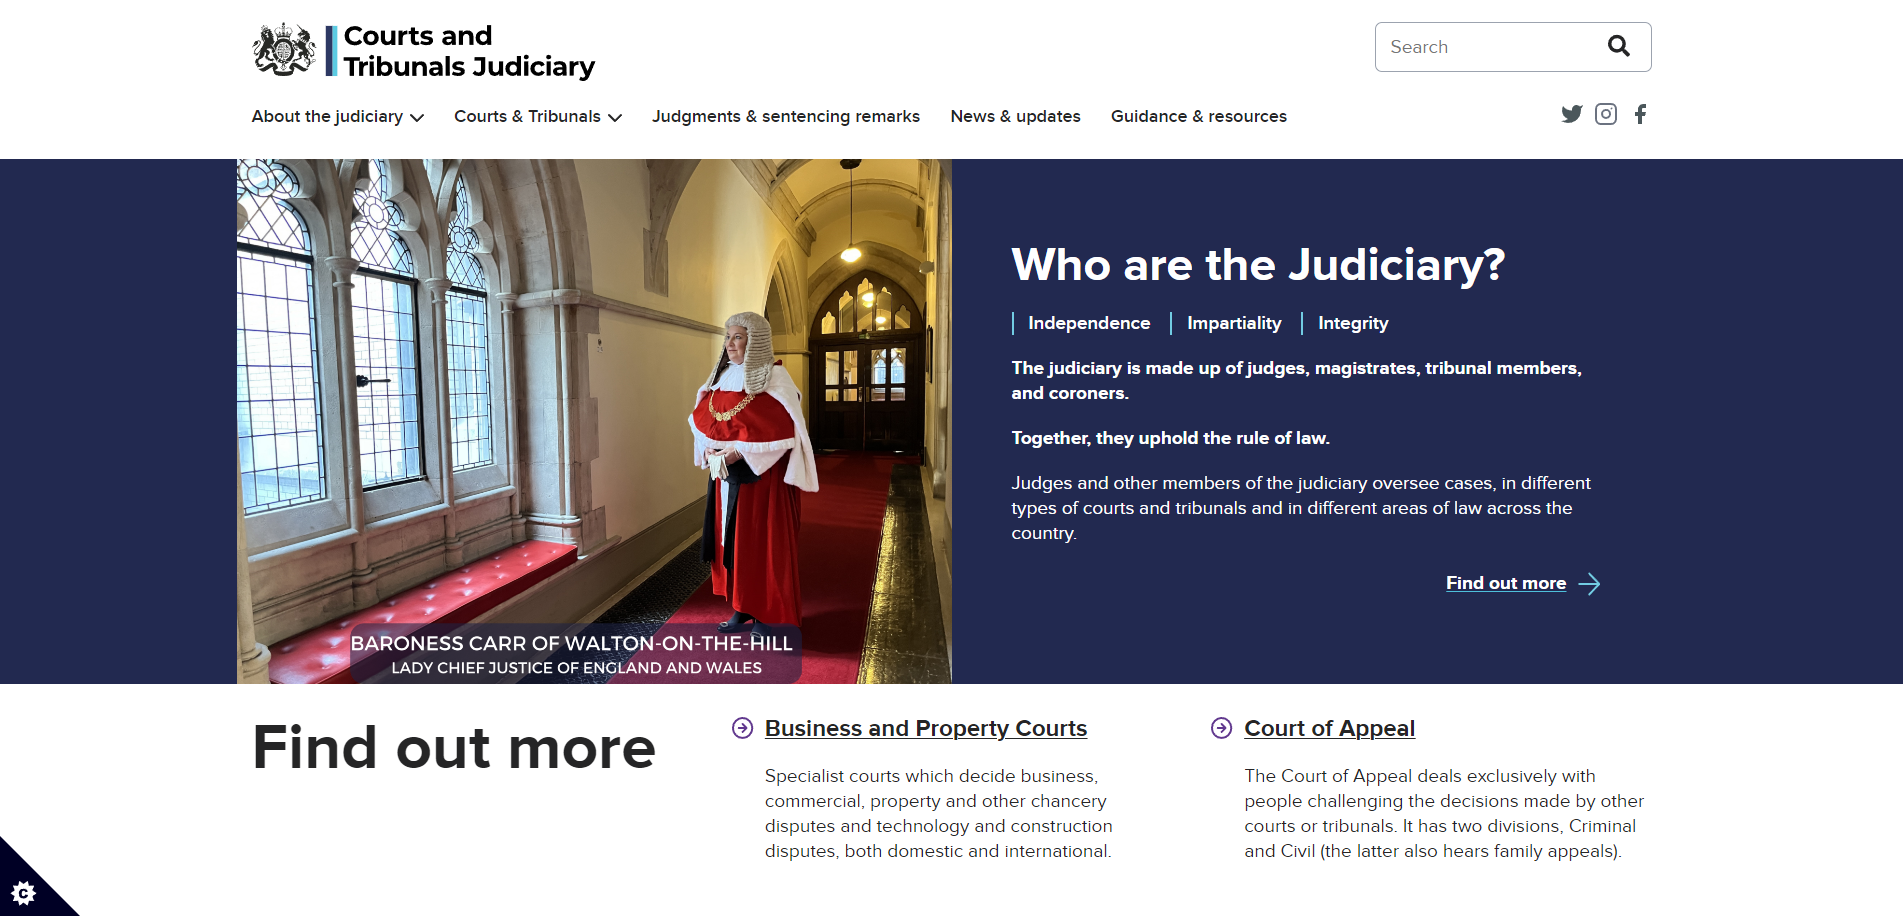 Courts and
Tribunals Judiciary
Search
About the judiciary
Courts & Tribunals
Judgments & sentencing remarks
News & updates
Guidance & resources
BARONESS CARR OF WALTON-ON-THE-HILL
LADY CHIEF JUSTICE OF ENGLAND AND WALES
Who are the Judiciary?
Independence
Impartiality
Integrity
The judiciary is made up of judges, magistrates, tribunal members,
and coroners.
Together, they uphold the rule of law.
Judges and other members of the judiciary oversee cases, in different
types of courts and tribunals and in different areas of law across the
country.
Find out more
Find out more
Business and Property Courts
Specialist courts which decide business,
commercial, property and other chancery
disputes and technology and construction
disputes, both domestic and international.
Court of Appeal
The Court of Appeal deals exclusively with
people challenging the decisions made by other
courts or tribunals. It has two divisions, Criminal
and Civil (the latter also hears family appeals).
C